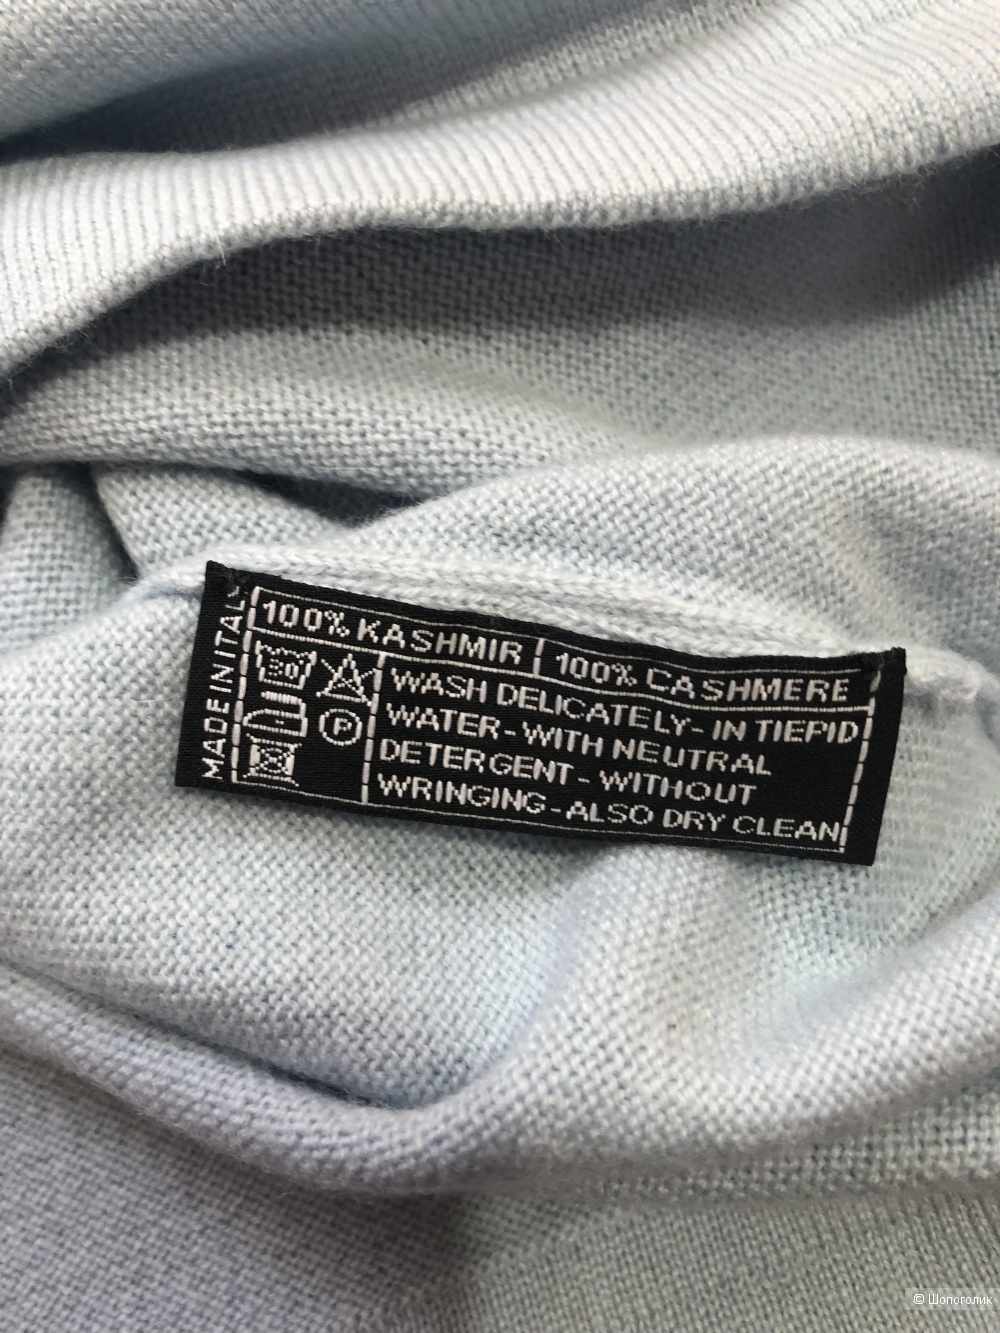 MADE IN ITAL
100% KASHMIR 100% CASHMERE
30
P
WASH DELICATELY - IN TIEPID
WATER - WITH NEUTRAL
DETERGENT - WITHOUT
WRINGING - ALSO DRY CLEAN
© Шопоголик